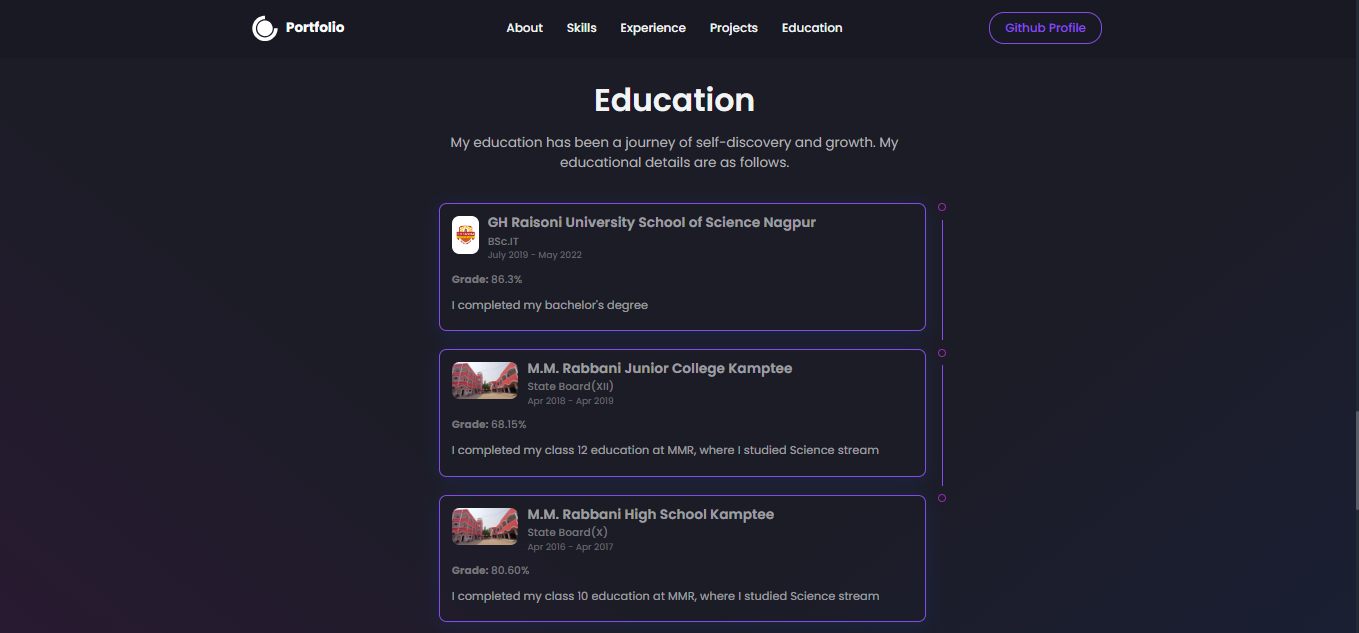 Portfolio
About Skills Experience Projects Education
Github Profile
Education
My education has been a journey of self-discovery and growth. My
educational details are as follows.
GH Raisoni University School of Science Nagpur
BSc.IT
July 2019 - May 2022
Grade: 86.3%
I completed my bachelor's degree
M.M. Rabbani Junior College Kamptee
State Board(XII)
Apr 2018 - Apr 2019
Grade: 68.15%
I completed my class 12 education at MMR, where I studied Science stream
M.M. Rabbani High School Kamptee
State Board(X)
Apr 2016 - Apr 2017
Grade: 80.60%
I completed my class 10 education at MMR, where I studied Science stream